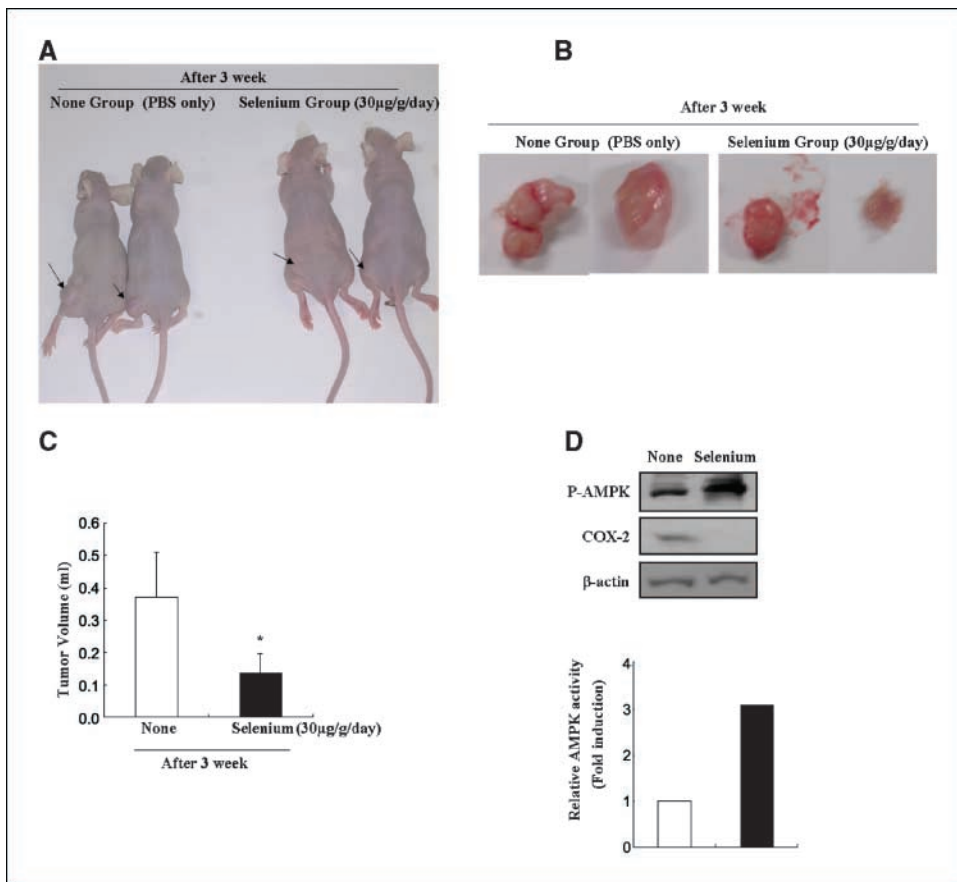 A
After 3 week
None Group (PBS only) Selenium Group (30µg/g/day)
B
After 3 week
None Group (PBS only) Selenium Group (30µg/g/day)
C
Tumor Volume (ml)
0.6
0.5
0.4
0.3
0.2
0.1
0.0
*
None Selenium (30µg/g/day)
After 3 week
D
None Selenium
P-AMPK
COX-2
β-actin
Relative AMPK activity
(Fold induction)
4
3
2
1
0